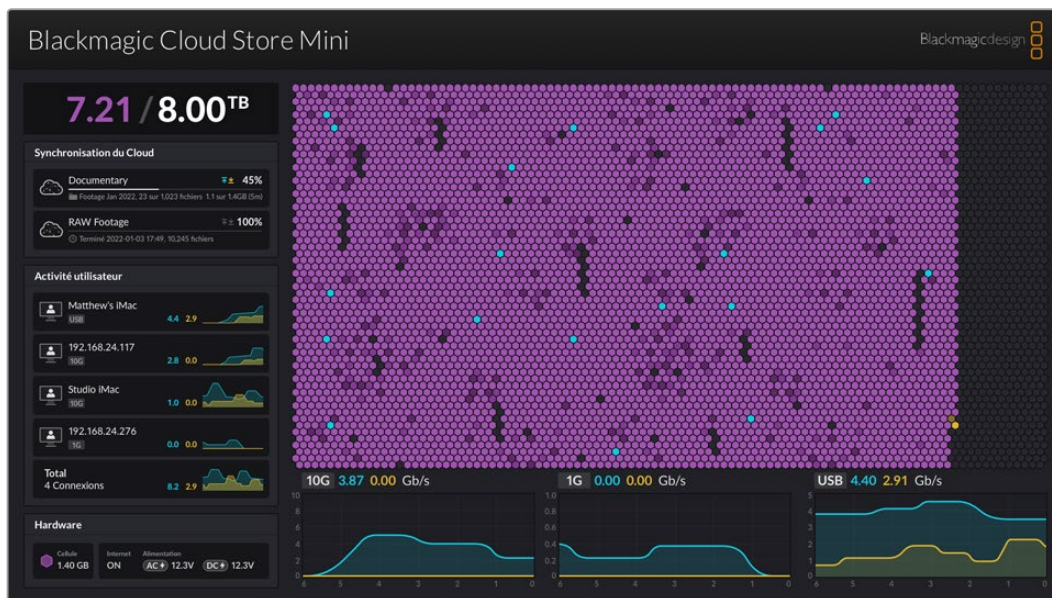 Blackmagic Cloud Store Mini
Blackmagicdesign
7.21 / 8.00 TB
Synchronisation du Cloud
Documentary 45%
Footage Jan 2022, 23 sur 1,023 fichiers 1.1 sur 1.4GB (5m)
RAW Footage 100%
Terminé 2022-01-03 17:49, 10,245 fichiers
Activité utilisateur
Matthew's iMac
USB 4.4 2.9
192.168.24.117
10G 2.8 0.0
Studio iMac
10G 1.0 0.0
192.168.24.276
1G 0.0 0.0
Total
4 Connexions 8.2 2.9
Hardware
Cellule Internet Alimentation
1.40 GB ON AC 12.3V DC 12.3V
10G 3.87 0.00 Gb/s
10
8
6
4
2
0
6 5 4 3 2 1 0
1G 0.00 0.00 Gb/s
1.0
0.8
0.6
0.4
0.2
0
6 5 4 3 2 1 0
USB 4.40 2.91 Gb/s
5
4
3
2
1
0
6 5 4 3 2 1 0